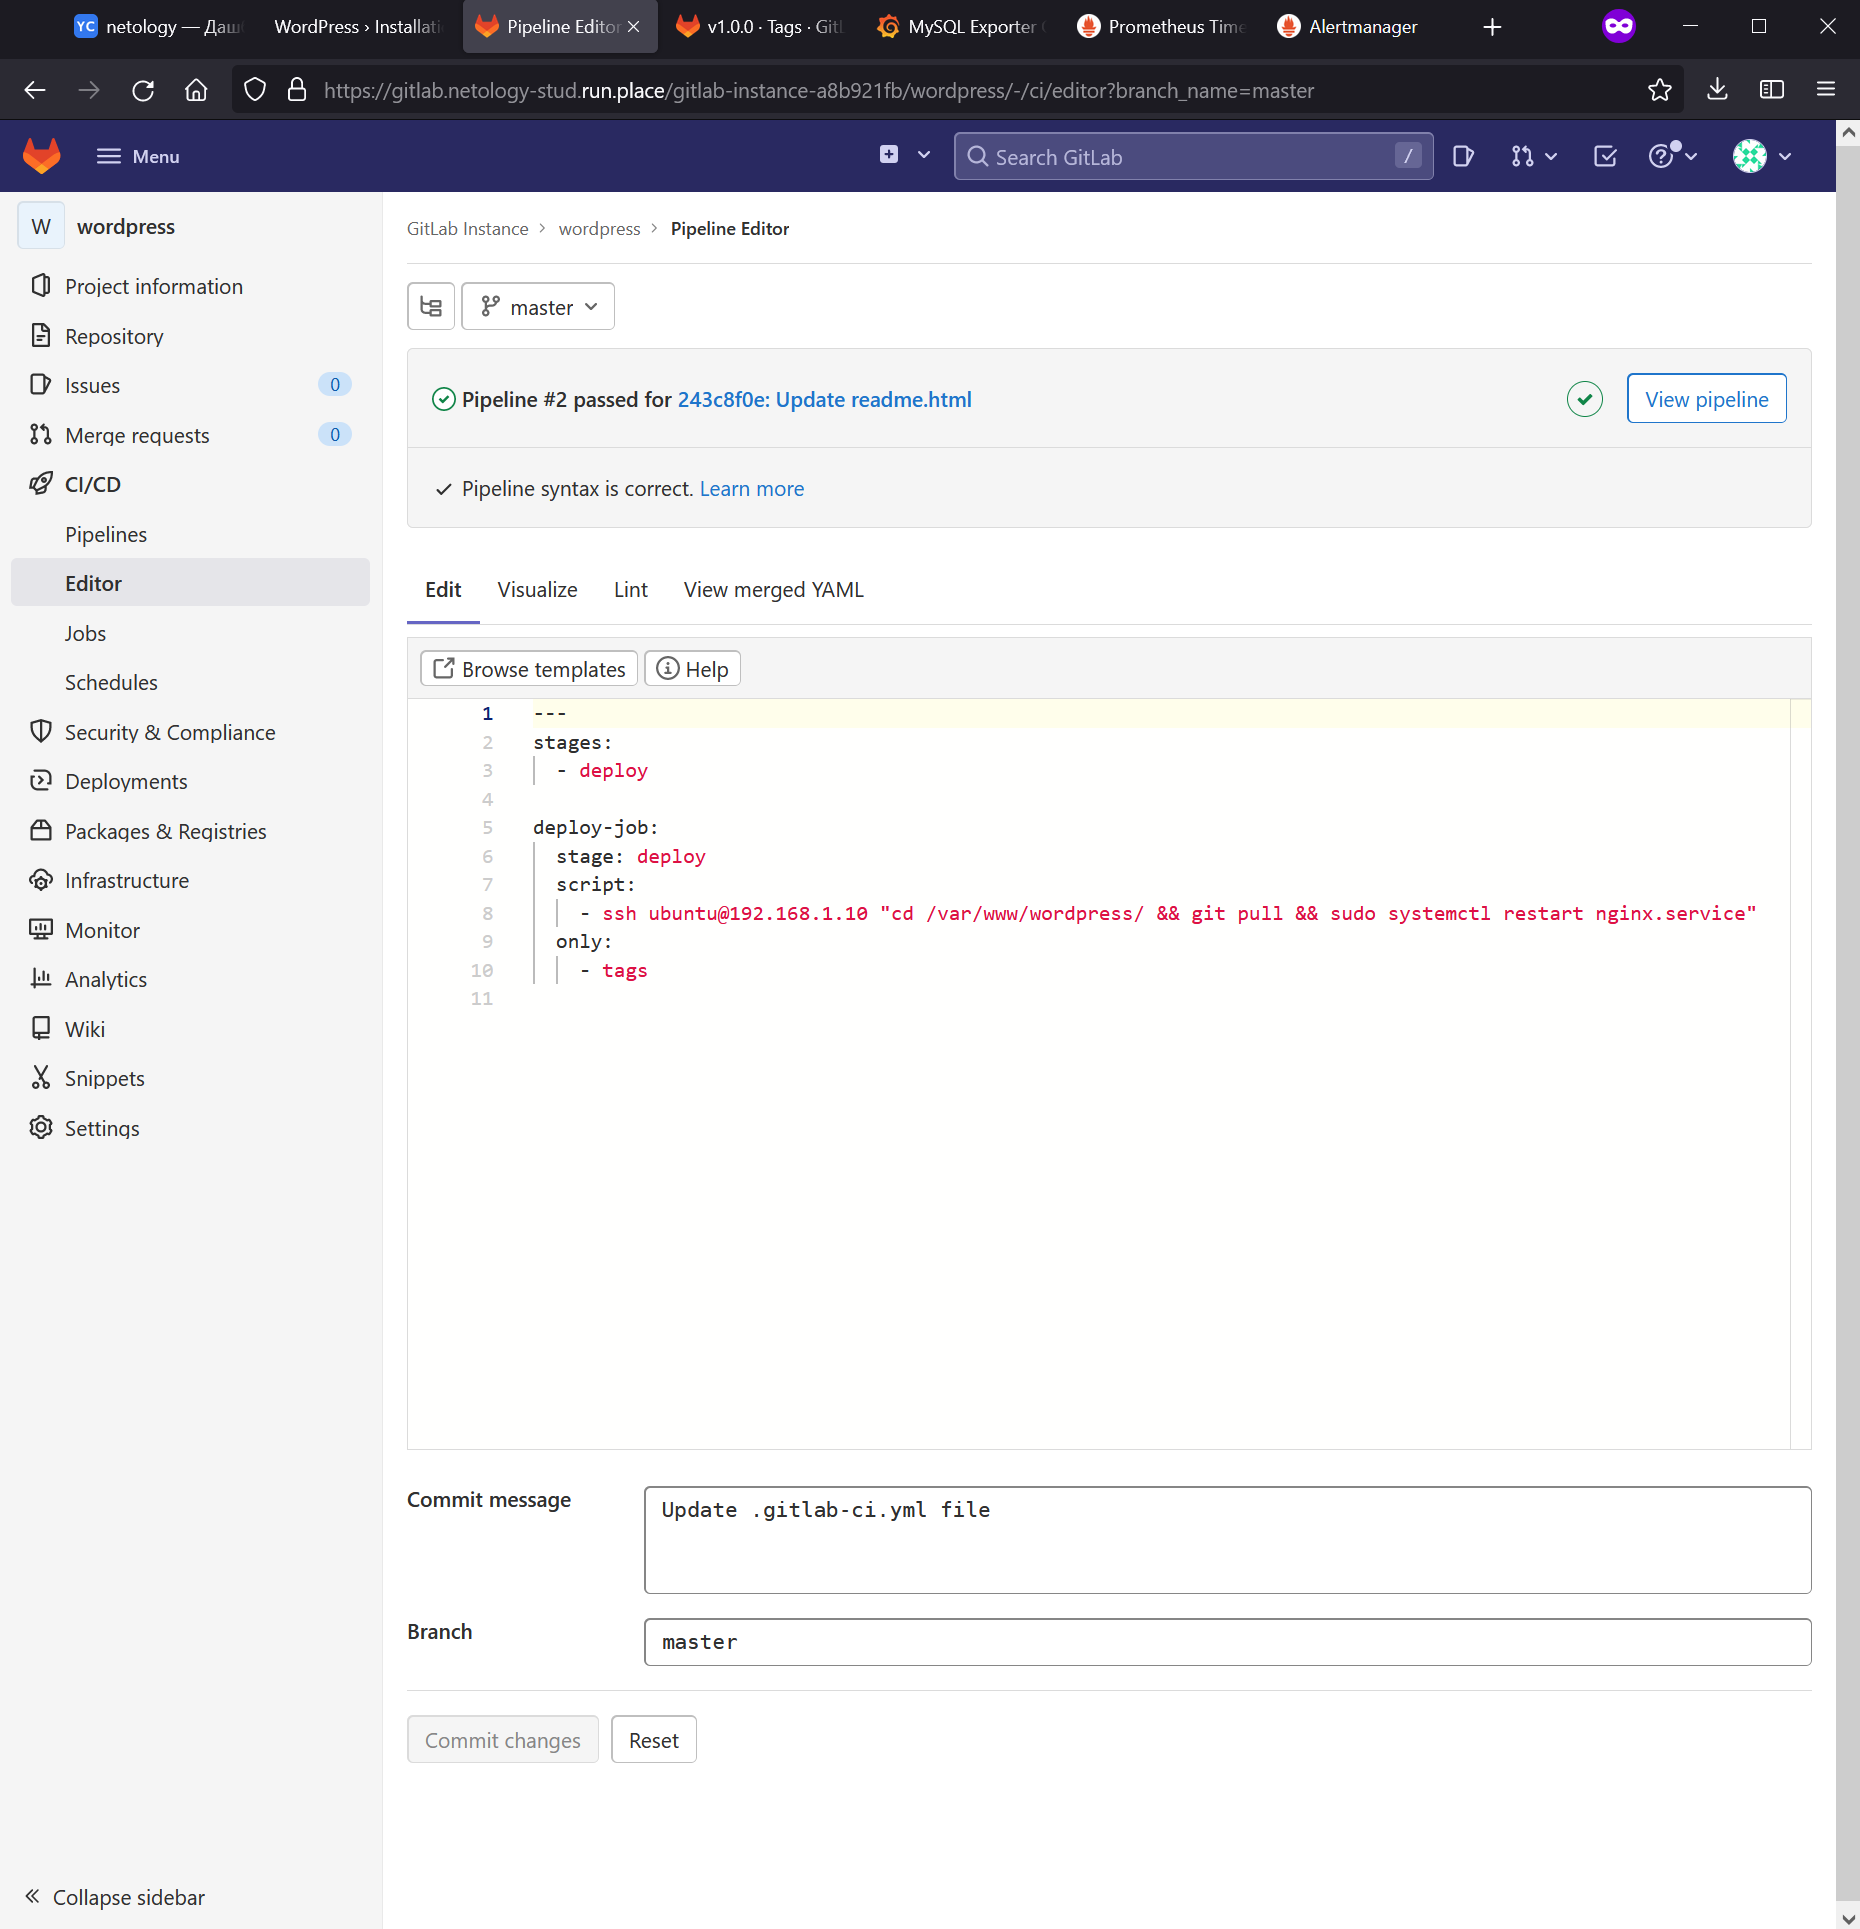 YC netology — Даш
WordPress › Installati
Pipeline Editor
v1.0.0 · Tags · GitL
MySQL Exporter
Prometheus Time
Alertmanager
https://gitlab.netology-stud.run.place/gitlab-instance-a8b921fb/wordpress/-/ci/editor?branch_name=master
Menu
Search GitLab /
W wordpress
Project information
Repository
Issues 0
Merge requests 0
CI/CD
Pipelines
Editor
Jobs
Schedules
Security & Compliance
Deployments
Packages & Registries
Infrastructure
Monitor
Analytics
Wiki
Snippets
Settings
Collapse sidebar
GitLab Instance › wordpress › Pipeline Editor
master
Pipeline #2 passed for 243c8f0e: Update readme.html
View pipeline
Pipeline syntax is correct. Learn more
Edit Visualize Lint View merged YAML
Browse templates Help
1 ---
2 stages:
3 - deploy
4
5 deploy-job:
6 stage: deploy
7 script:
8 - ssh ubuntu@192.168.1.10 "cd /var/www/wordpress/ && git pull && sudo systemctl restart nginx.service"
9 only:
10 - tags
11
Commit message
Update .gitlab-ci.yml file
Branch
master
Commit changes Reset